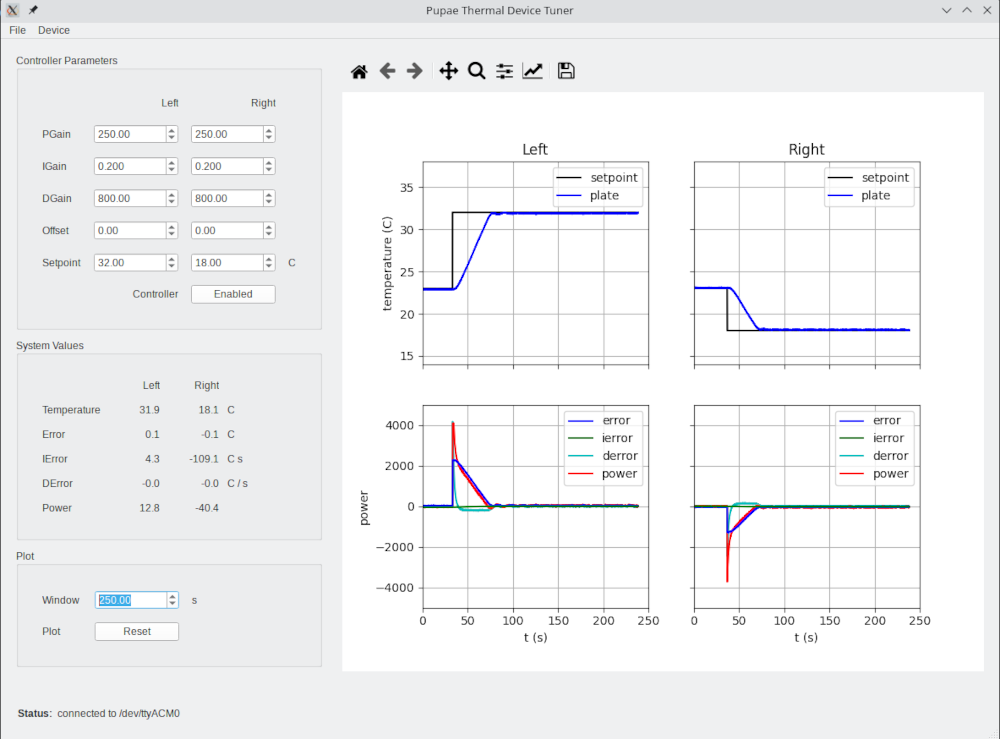 Pupae Thermal Device Tuner
File Device
Controller Parameters
Left Right
PGain 250.00 250.00
IGain 0.200 0.200
DGain 800.00 800.00
Offset 0.00 0.00
Setpoint 32.00 18.00 C
Controller Enabled
System Values
Left Right
Temperature 31.9 18.1 C
Error 0.1 -0.1 C
IError 4.3 -109.1 C s
DError -0.0 -0.0 C / s
Power 12.8 -40.4
Plot
Window 250.00 s
Plot Reset
Left
setpoint
plate
35
30
25
20
15
temperature (C)
Right
setpoint
plate
error
ierror
derror
power
4000
2000
0
−2000
−4000
power
0 50 100 150 200 250
t (s)
error
ierror
derror
power
0 50 100 150 200 250
t (s)
Status: connected to /dev/ttyACM0